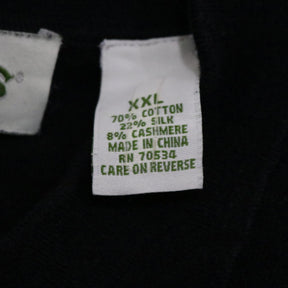 XXL
70% COTTON
22% SILK
8% CASHMERE
MADE IN CHINA
RN 70534
CARE ON REVERSE